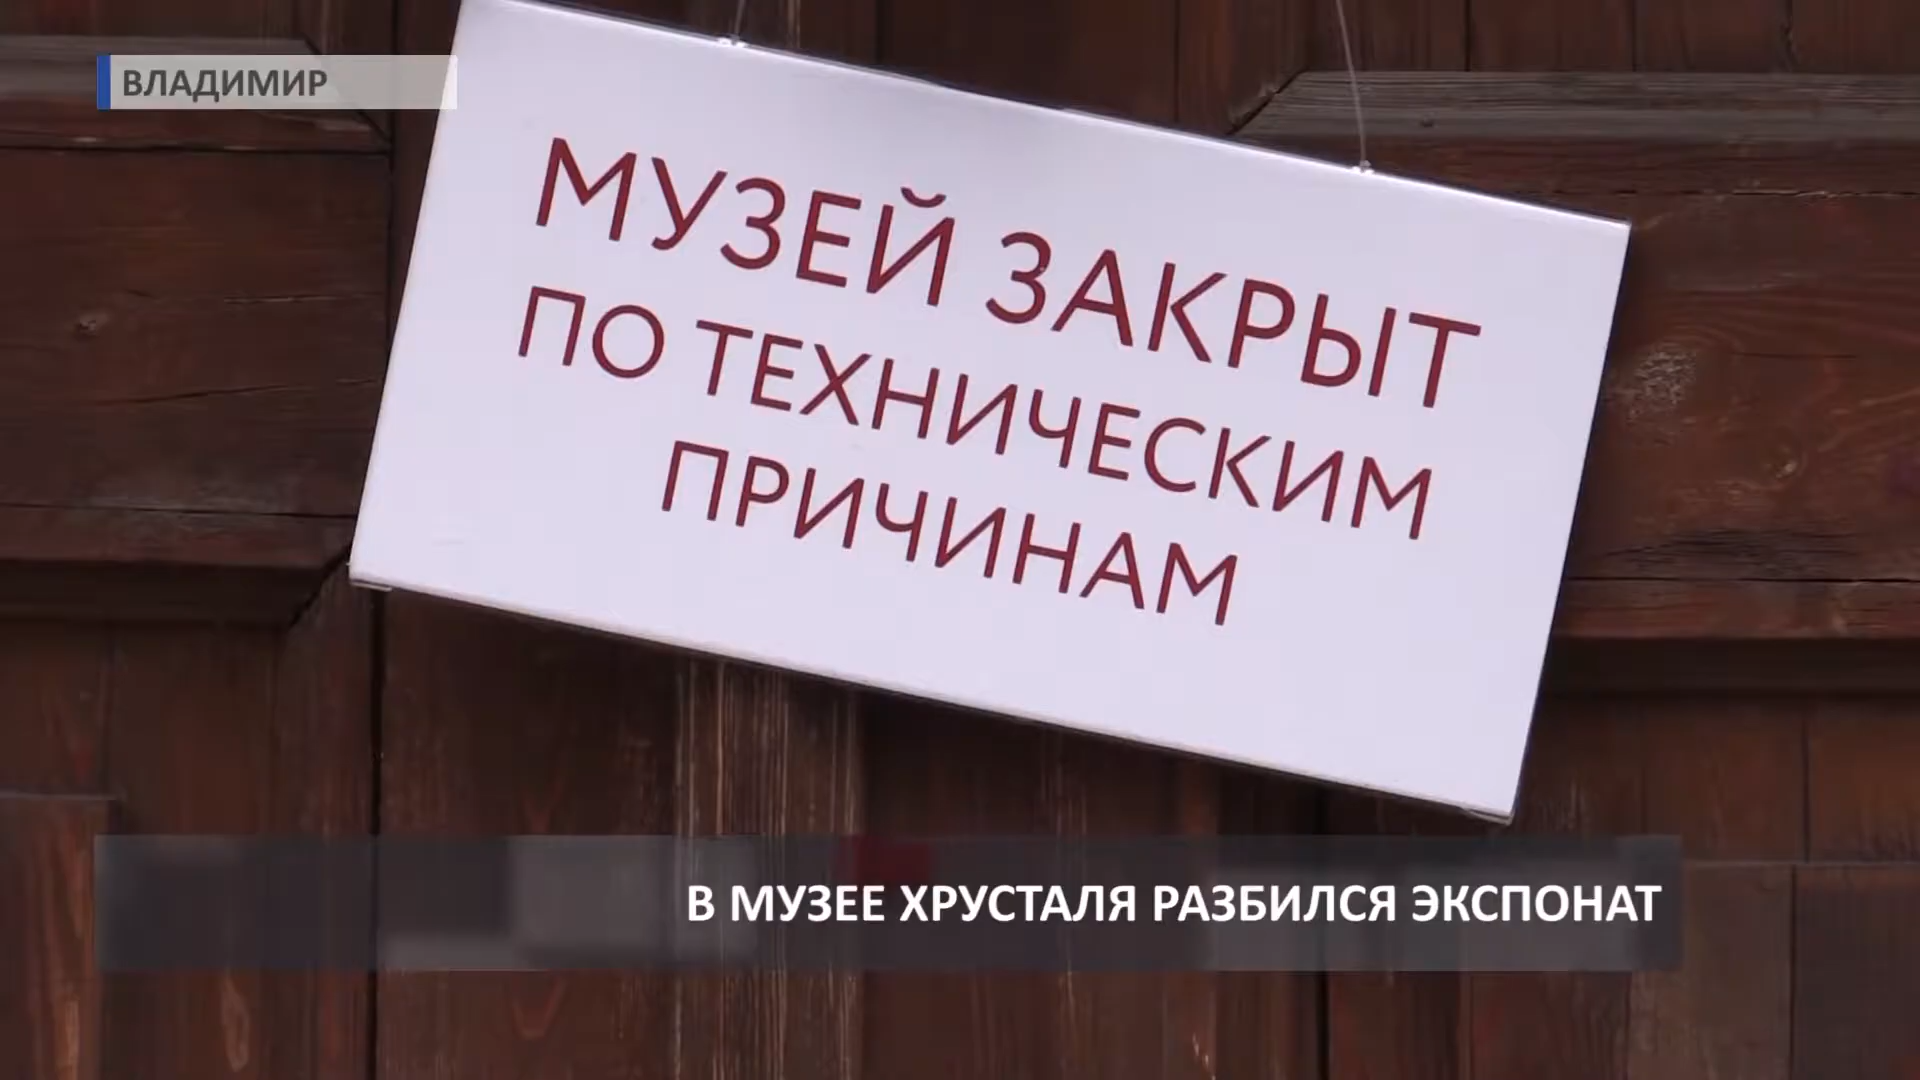 ВЛАДИМИР
МУЗЕЙ ЗАКРЫТ
ПО ТЕХНИЧЕСКИМ
ПРИЧИНАМ
В МУЗЕЕ ХРУСТАЛЯ РАЗБИЛСЯ ЭКСПОНАТ